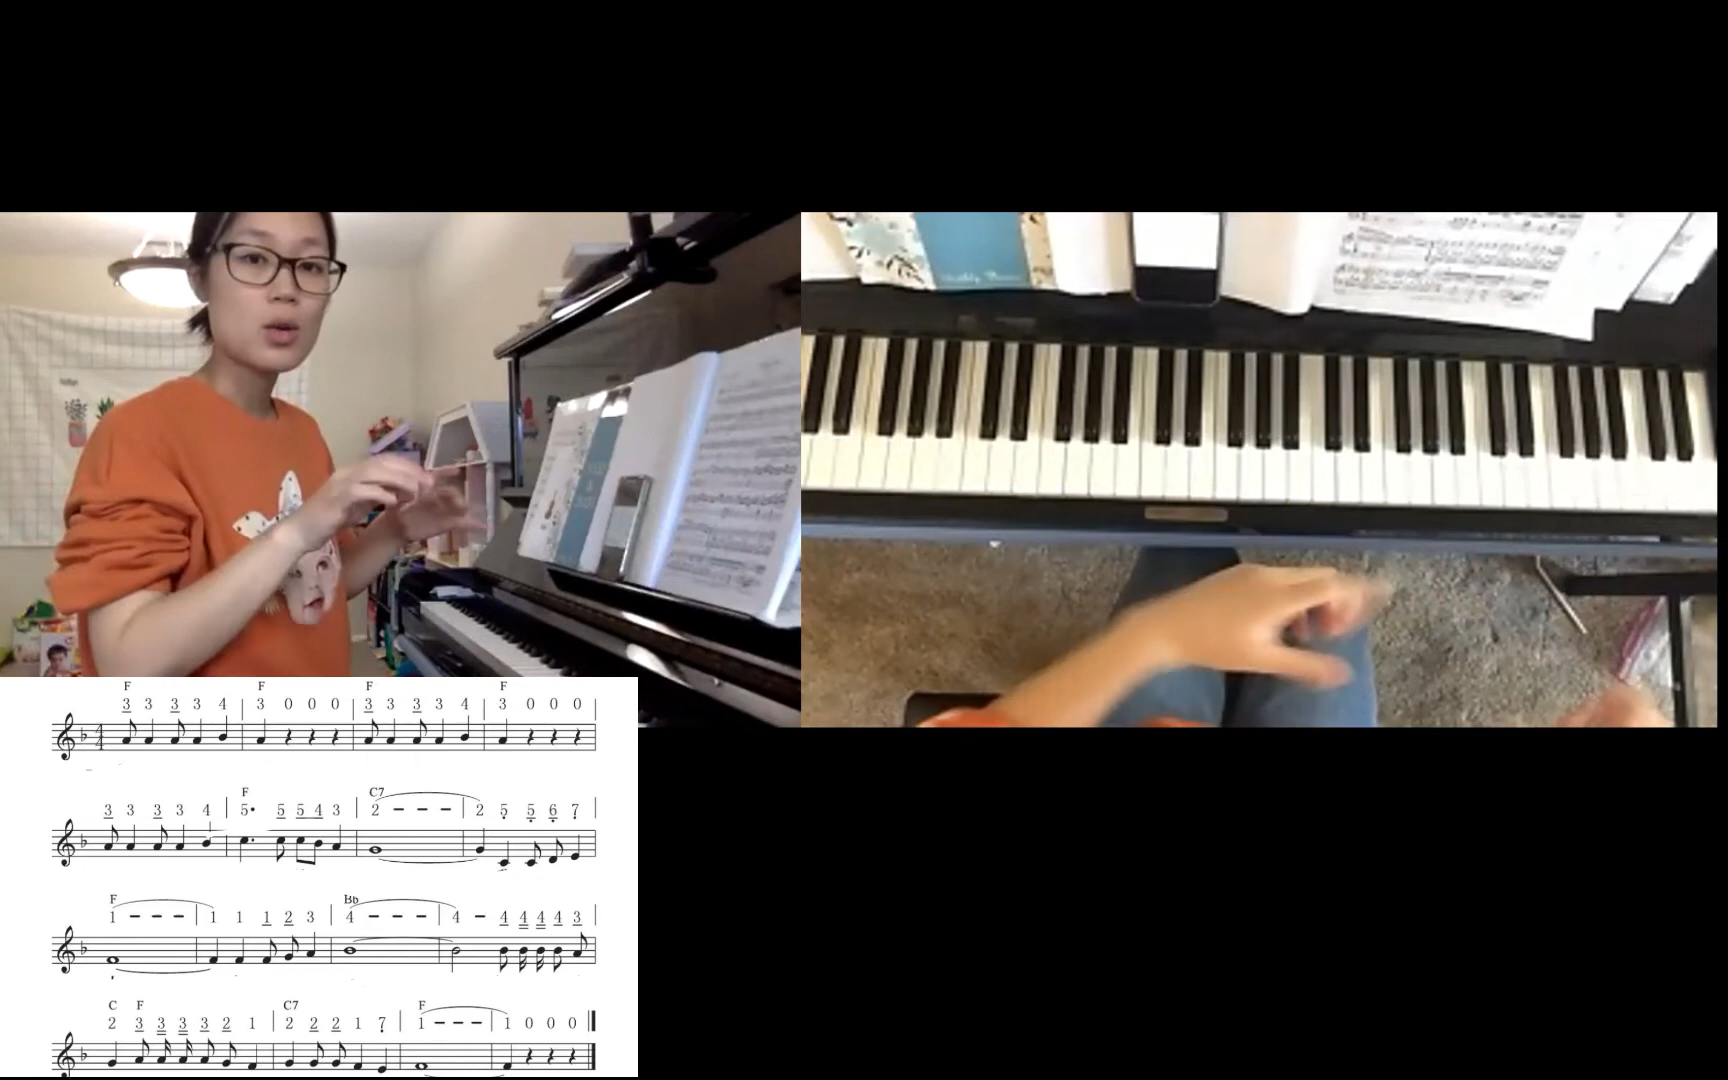 F F F F
3 3 3 3 4 | 3 0 0 0 | 3 3 3 3 4 | 3 0 0 0 |
4
4
F C7
3 3 3 3 4 | 5• 5 5 4 3 | 2 – – – | 2 5 5 6 7 |
F Bb
1 – – – | 1 1 1 2 3 | 4 – – – | 4 – 4 4 4 4 3 |
C F C7 F
2 3 3 3 3 2 1 | 2 2 2 1 7 | 1 – – – | 1 0 0 0